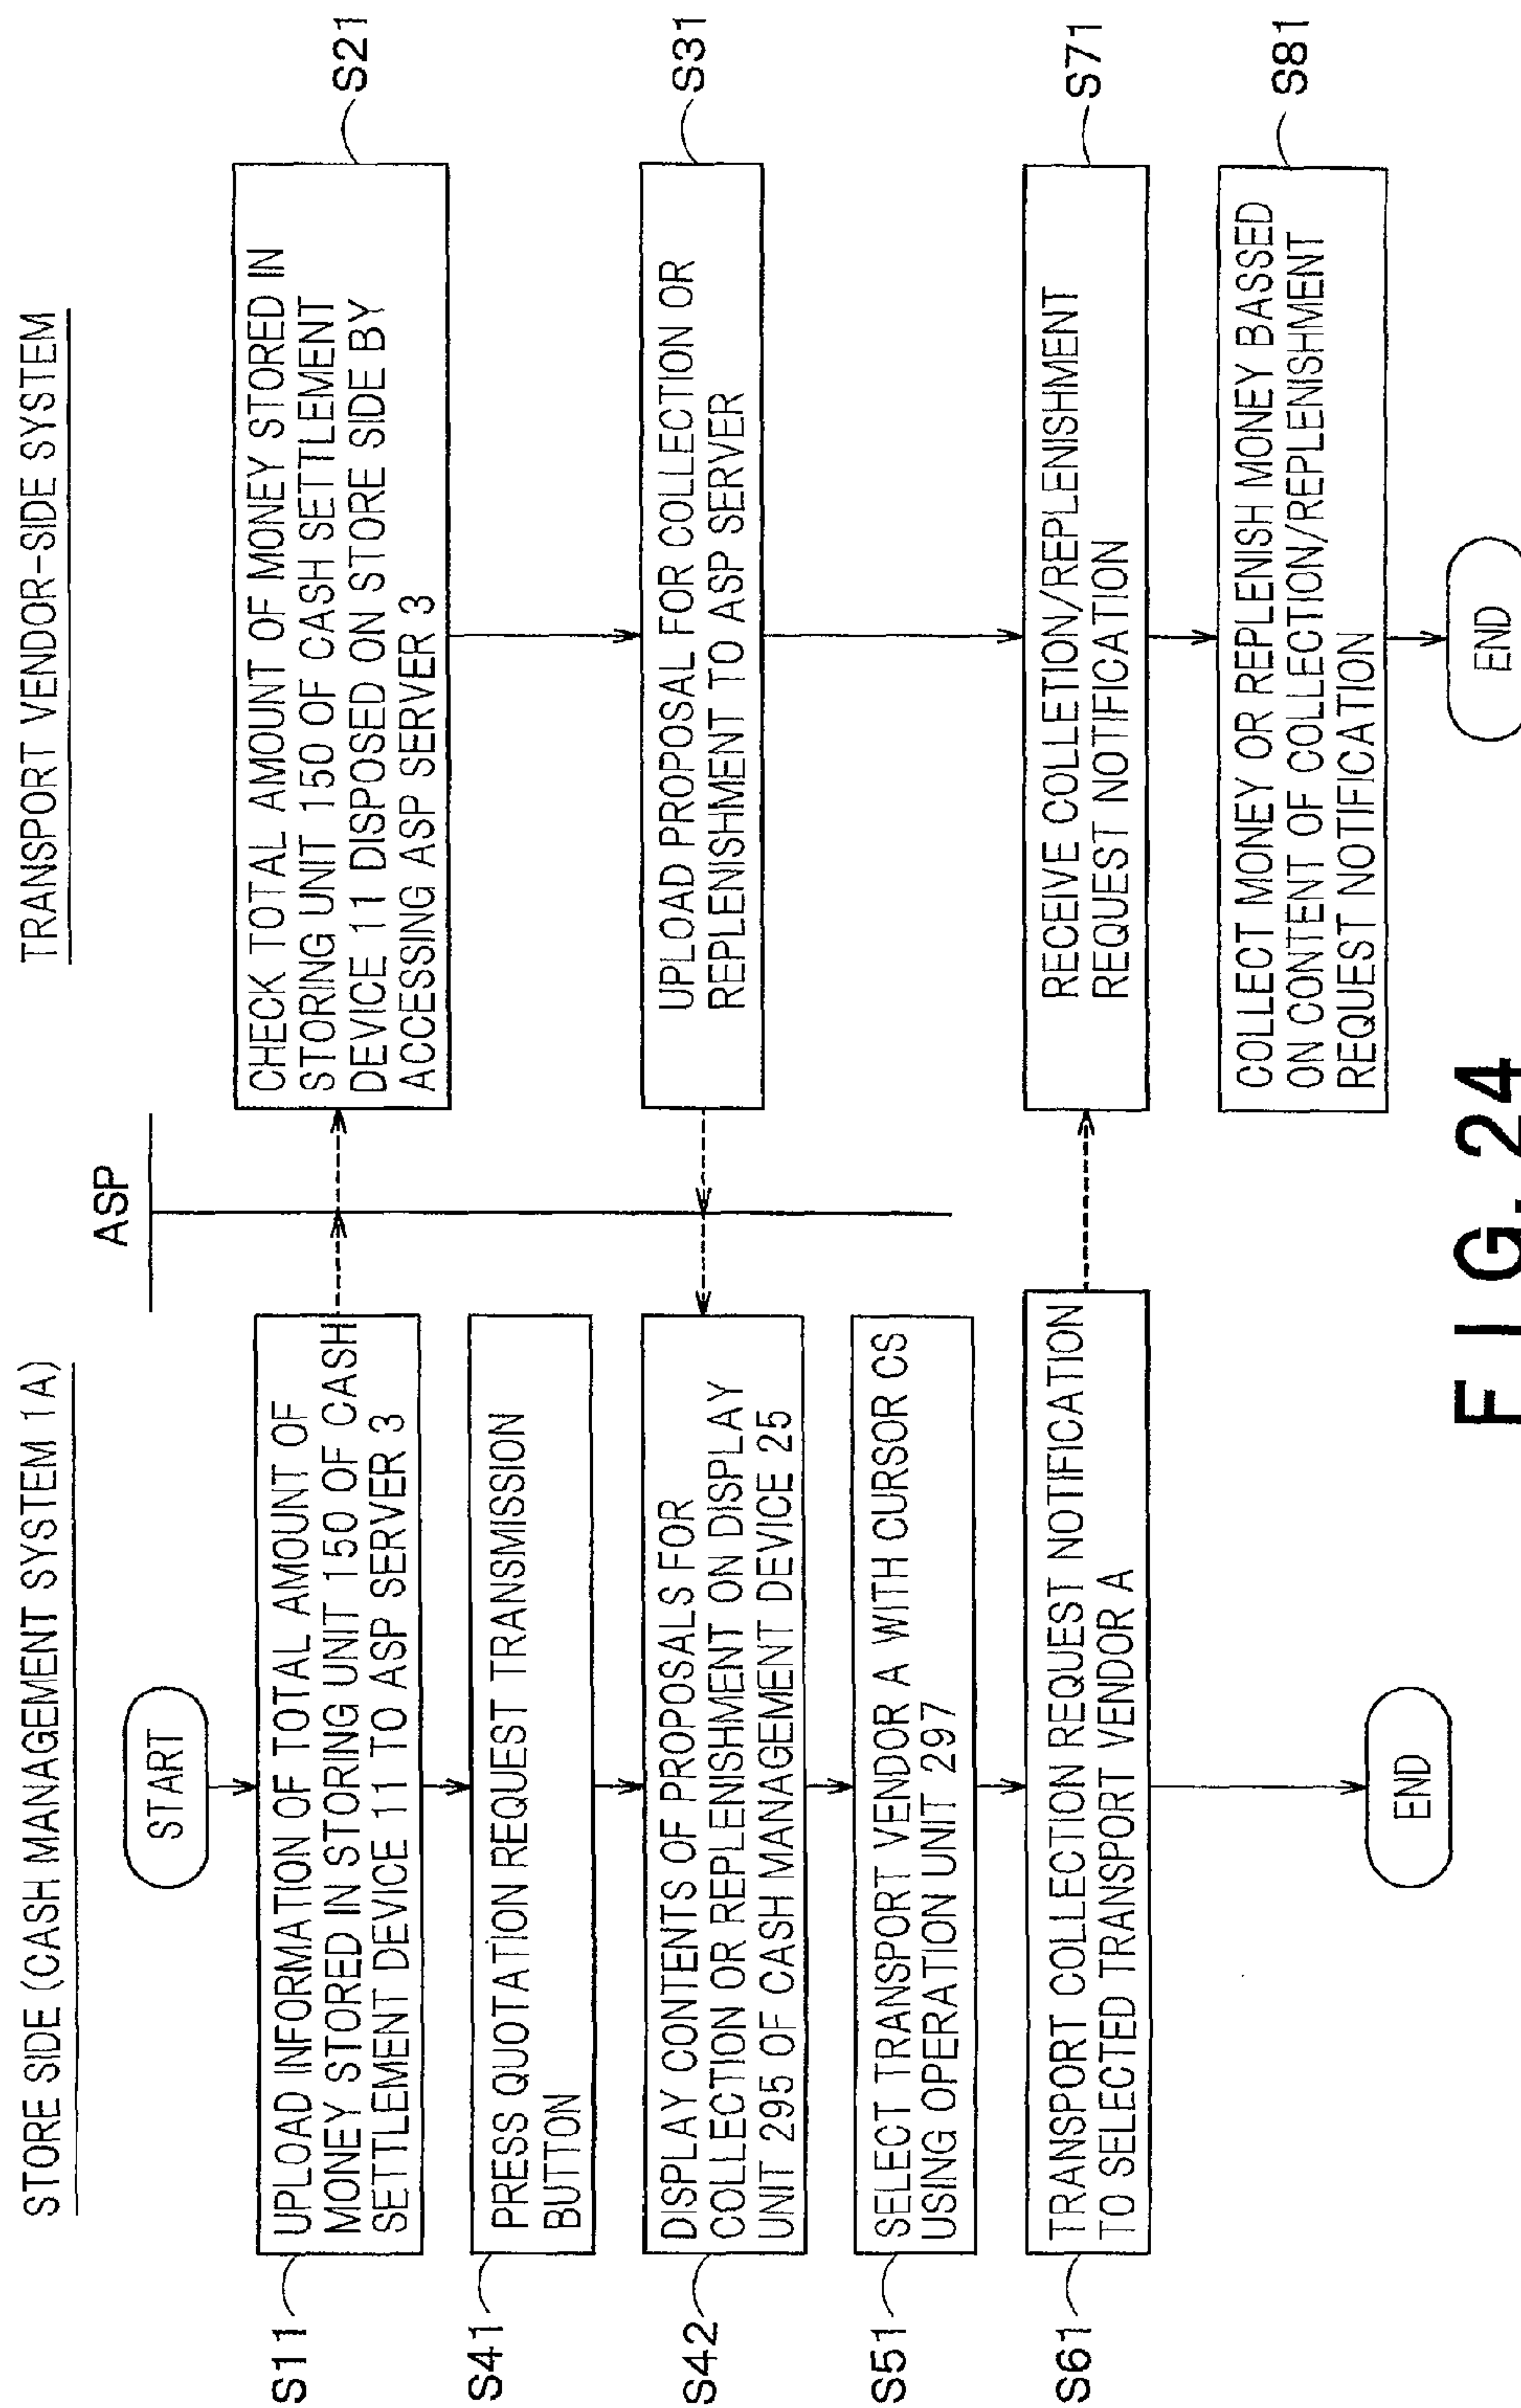 STORE SIDE (CASH MANAGEMENT SYSTEM 1A)
START
S11
UPLOAD INFORMATION OF TOTAL AMOUNT OF
MONEY STORED IN STORING UNIT 150 OF CASH
SETTLEMENT DEVICE 11 TO ASP SERVER 3
S41
PRESS QUOTATION REQUEST TRANSMISSION
BUTTON
S42
DISPLAY CONTENTS OF PROPOSALS FOR
COLLECTION OR REPLENISHMENT ON DISPLAY
UNIT 295 OF CASH MANAGEMENT DEVICE 25
S51
SELECT TRANSPORT VENDOR A WITH CURSOR CS
USING OPERATION UNIT 297
S61
TRANSPORT COLLECTION REQUEST NOTIFICATION
TO SELECTED TRANSPORT VENDOR A
END
ASP
TRANSPORT VENDOR-SIDE SYSTEM
CHECK TOTAL AMOUNT OF MONEY STORED IN
STORING UNIT 150 OF CASH SETTLEMENT
DEVICE 11 DISPOSED ON STORE SIDE BY
ACCESSING ASP SERVER 3
S21
UPLOAD PROPOSAL FOR COLLECTION OR
REPLENISHMENT TO ASP SERVER
S31
RECEIVE COLLETION/REPLENISHMENT
REQUEST NOTIFICATION
S71
COLLECT MONEY OR REPLENISH MONEY BASSED
ON CONTENT OF COLLECTION/REPLENISHMENT
REQUEST NOTIFICATION
S81
END
FIG. 24